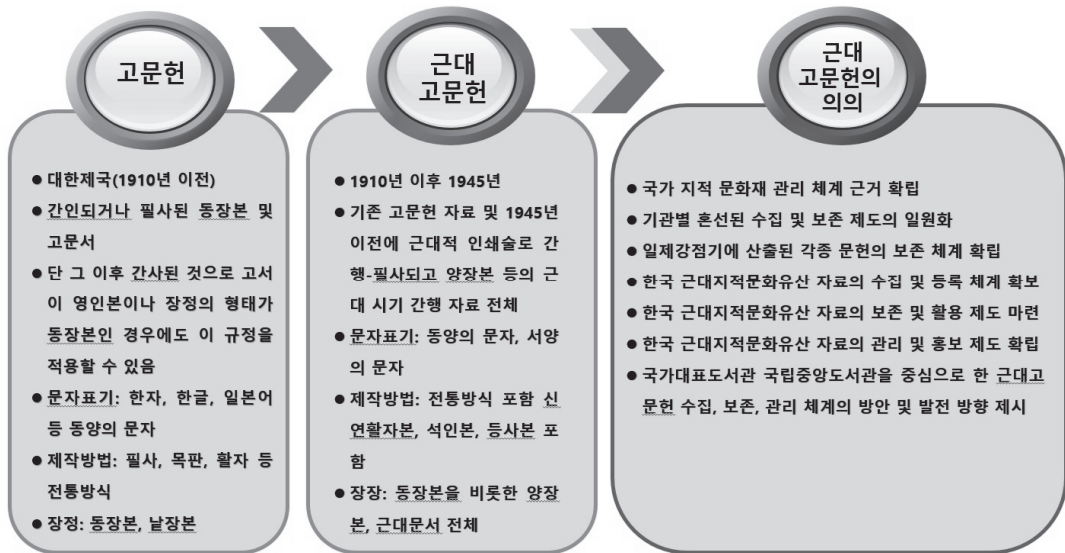 고문헌
● 대한제국(1910년 이전)
● 간인되거나 필사된 동장본 및
고문서
● 단 그 이후 간사된 것으로 고서
이 영인본이나 장정의 형태가
동장본인 경우에도 이 규정을
적용할 수 있음
● 문자표기: 한자, 한글, 일본어
등 동양의 문자
● 제작방법: 필사, 목판, 활자 등
전통방식
● 장정: 동장본, 낱장본
근대
고문헌
● 1910년 이후 1945년
● 기존 고문헌 자료 및 1945년
이전에 근대적 인쇄술로 간
행-필사되고 양장본 등의 근
대 시기 간행 자료 전체
● 문자표기: 동양의 문자, 서양
의 문자
● 제작방법: 전통방식 포함 신
연활자본, 석인본, 등사본 포
함
● 장장: 동장본을 비롯한 양장
본, 근대문서 전체
근대
고문헌의
의의
● 국가 지적 문화재 관리 체계 근거 확립
● 기관별 혼선된 수집 및 보존 제도의 일원화
● 일제강점기에 산출된 각종 문헌의 보존 체계 확립
● 한국 근대지적문화유산 자료의 수집 및 등록 체계 확보
● 한국 근대지적문화유산 자료의 보존 및 활용 제도 마련
● 한국 근대지적문화유산 자료의 관리 및 홍보 제도 확립
● 국가대표도서관 국립중앙도서관을 중심으로 한 근대고
문헌 수집, 보존, 관리 체계의 방안 및 발전 방향 제시